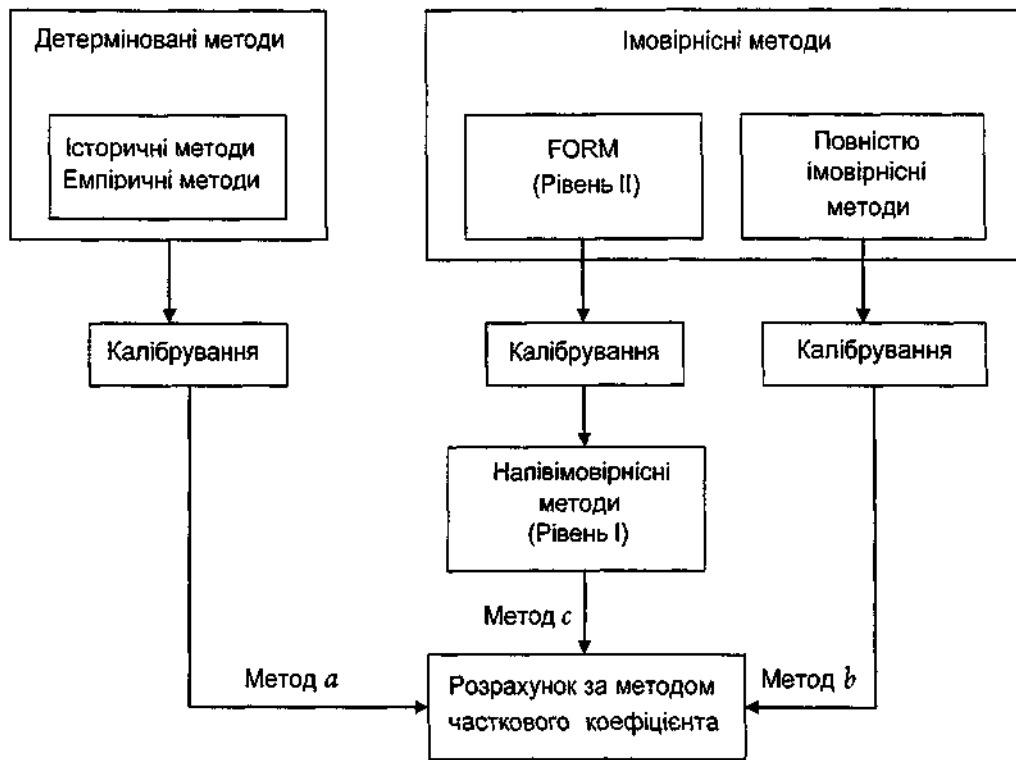 Детерміновані методи
Імовірнісні методи
Історичні методи
Емпіричні методи
FORM
(Рівень II)
Повністю
імовірнісні
методи
Калібрування
Калібрування
Калібрування
Напівімовірнісні
методи
(Рівень I)
Метод c
Метод a
Розрахунок за методом
часткового коефіцієнта
Метод b